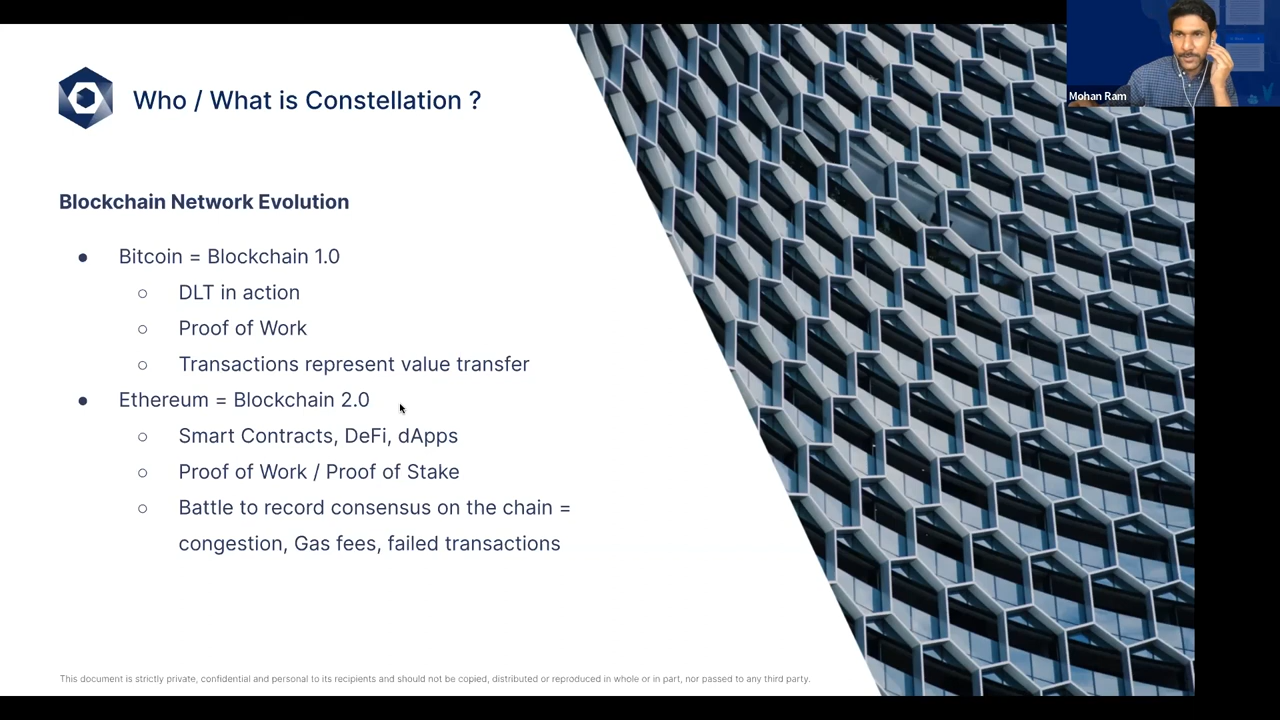 Who / What is Constellation ?
Mohan Ram
Blockchain Network Evolution
● Bitcoin = Blockchain 1.0
○ DLT in action
○ Proof of Work
○ Transactions represent value transfer
● Ethereum = Blockchain 2.0
○ Smart Contracts, DeFi, dApps
○ Proof of Work / Proof of Stake
○ Battle to record consensus on the chain =
congestion, Gas fees, failed transactions
This document is strictly private, confidential and personal to its recipients and should not be copied, distributed or reproduced in whole or in part, nor passed to any third party.